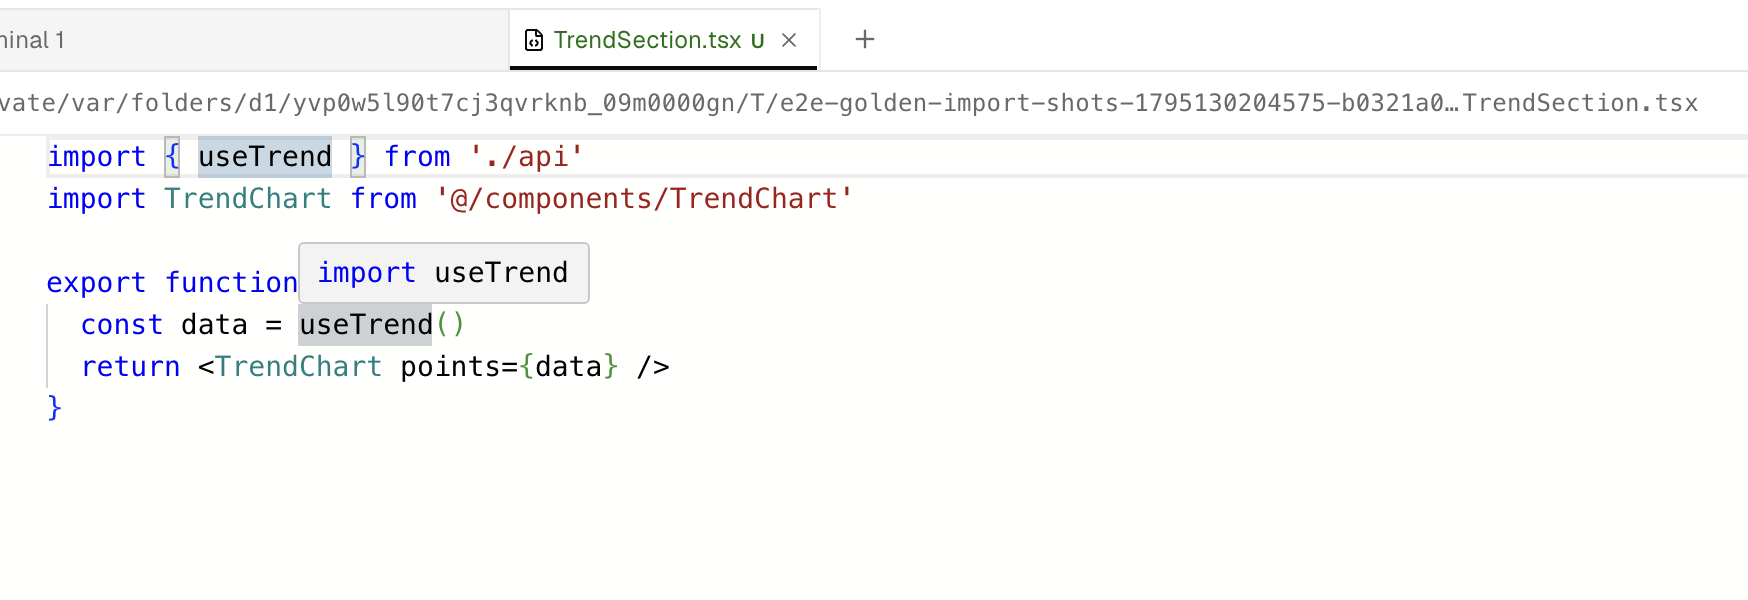 minal 1
TrendSection.tsx U
vate/var/folders/d1/yvp0w5l90t7cj3qvrknb_09m0000gn/T/e2e-golden-import-shots-1795130204575-b0321a0…TrendSection.tsx
import { useTrend } from './api'
import TrendChart from '@/components/TrendChart'
import useTrend
export function
const data = useTrend()
return <TrendChart points={data} />
}